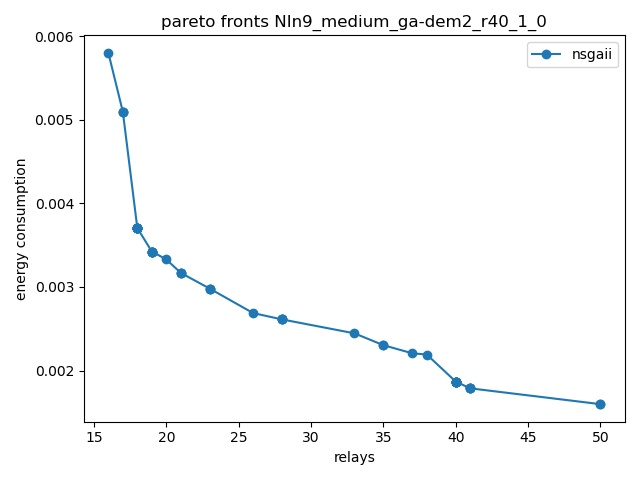 pareto fronts NIn9_medium_ga-dem2_r40_1_0
nsgaii
energy consumption
0.006
0.005
0.004
0.003
0.002
15 20 25 30 35 40 45 50
relays